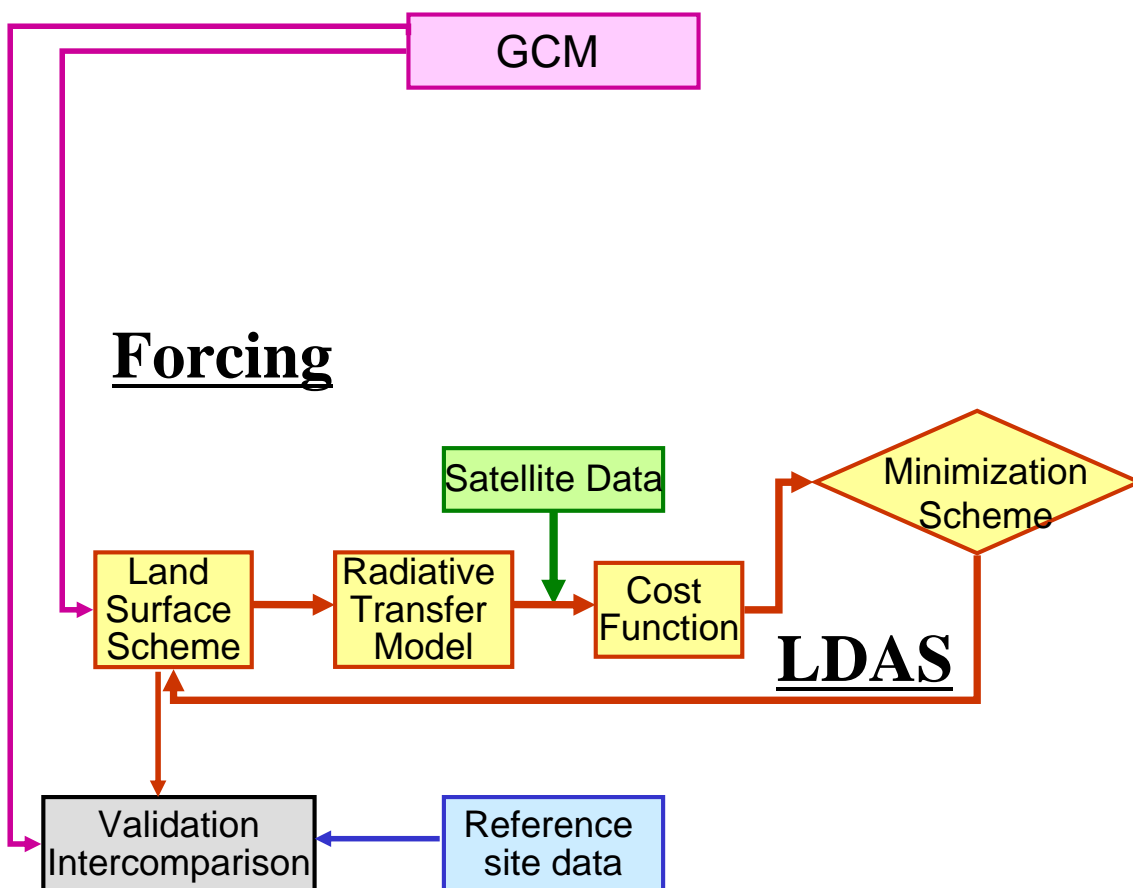 GCM
Forcing
Satellite Data
Minimization
Scheme
Land
Surface
Scheme
Radiative
Transfer
Model
Cost
Function
LDAS
Validation
Intercomparison
Reference
site data